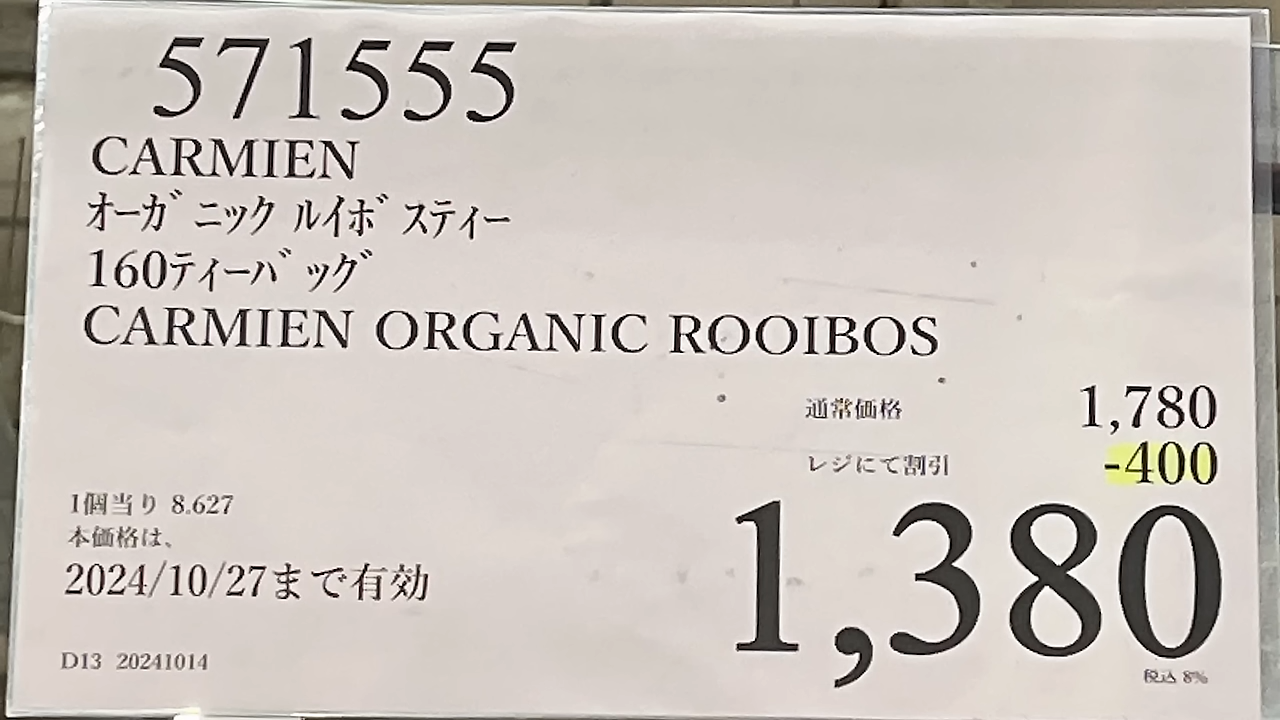 571555
CARMIEN
オーガニック ルイボスティー
160ティーバッグ
CARMIEN ORGANIC ROOIBOS
通常価格 1,780
レジにて割引 -400
1,380
税込 8%
1個当り 8.627
本価格は、
2024/10/27まで有効
D13 20241014